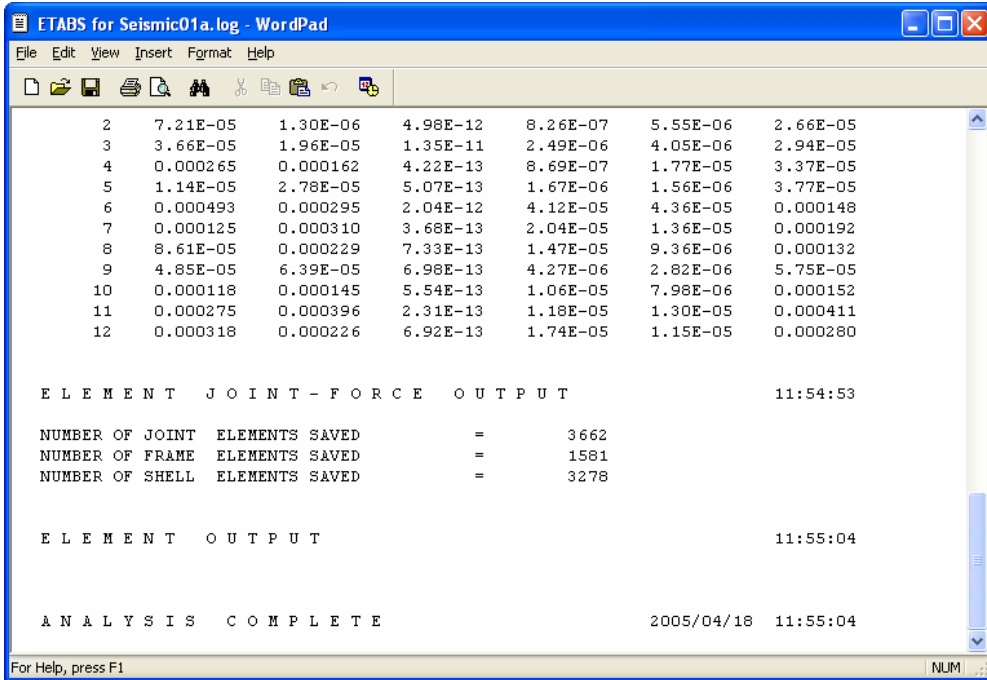 ETABS for Seismic01a.log - WordPad
File Edit View Insert Format Help
2 7.21E-05 1.30E-06 4.98E-12 8.26E-07 5.55E-06 2.66E-05
3 3.66E-05 1.96E-05 1.35E-11 2.49E-06 4.05E-06 2.94E-05
4 0.000265 0.000162 4.22E-13 8.69E-07 1.77E-05 3.37E-05
5 1.14E-05 2.78E-05 5.07E-13 1.67E-06 1.56E-06 3.77E-05
6 0.000493 0.000295 2.04E-12 4.12E-05 4.36E-05 0.000148
7 0.000125 0.000310 3.68E-13 2.04E-05 1.36E-05 0.000192
8 8.61E-05 0.000229 7.33E-13 1.47E-05 9.36E-06 0.000132
9 4.85E-05 6.39E-05 6.98E-13 4.27E-06 2.82E-06 5.75E-05
10 0.000118 0.000145 5.54E-13 1.06E-05 7.98E-06 0.000152
11 0.000275 0.000396 2.31E-13 1.18E-05 1.30E-05 0.000411
12 0.000318 0.000226 6.92E-13 1.74E-05 1.15E-05 0.000280
E L E M E N T   J O I N T - F O R C E   O U T P U T 11:54:53
NUMBER OF JOINT ELEMENTS SAVED = 3662
NUMBER OF FRAME ELEMENTS SAVED = 1581
NUMBER OF SHELL ELEMENTS SAVED = 3278
E L E M E N T   O U T P U T 11:55:04
A N A L Y S I S   C O M P L E T E 2005/04/18 11:55:04
For Help, press F1 NUM